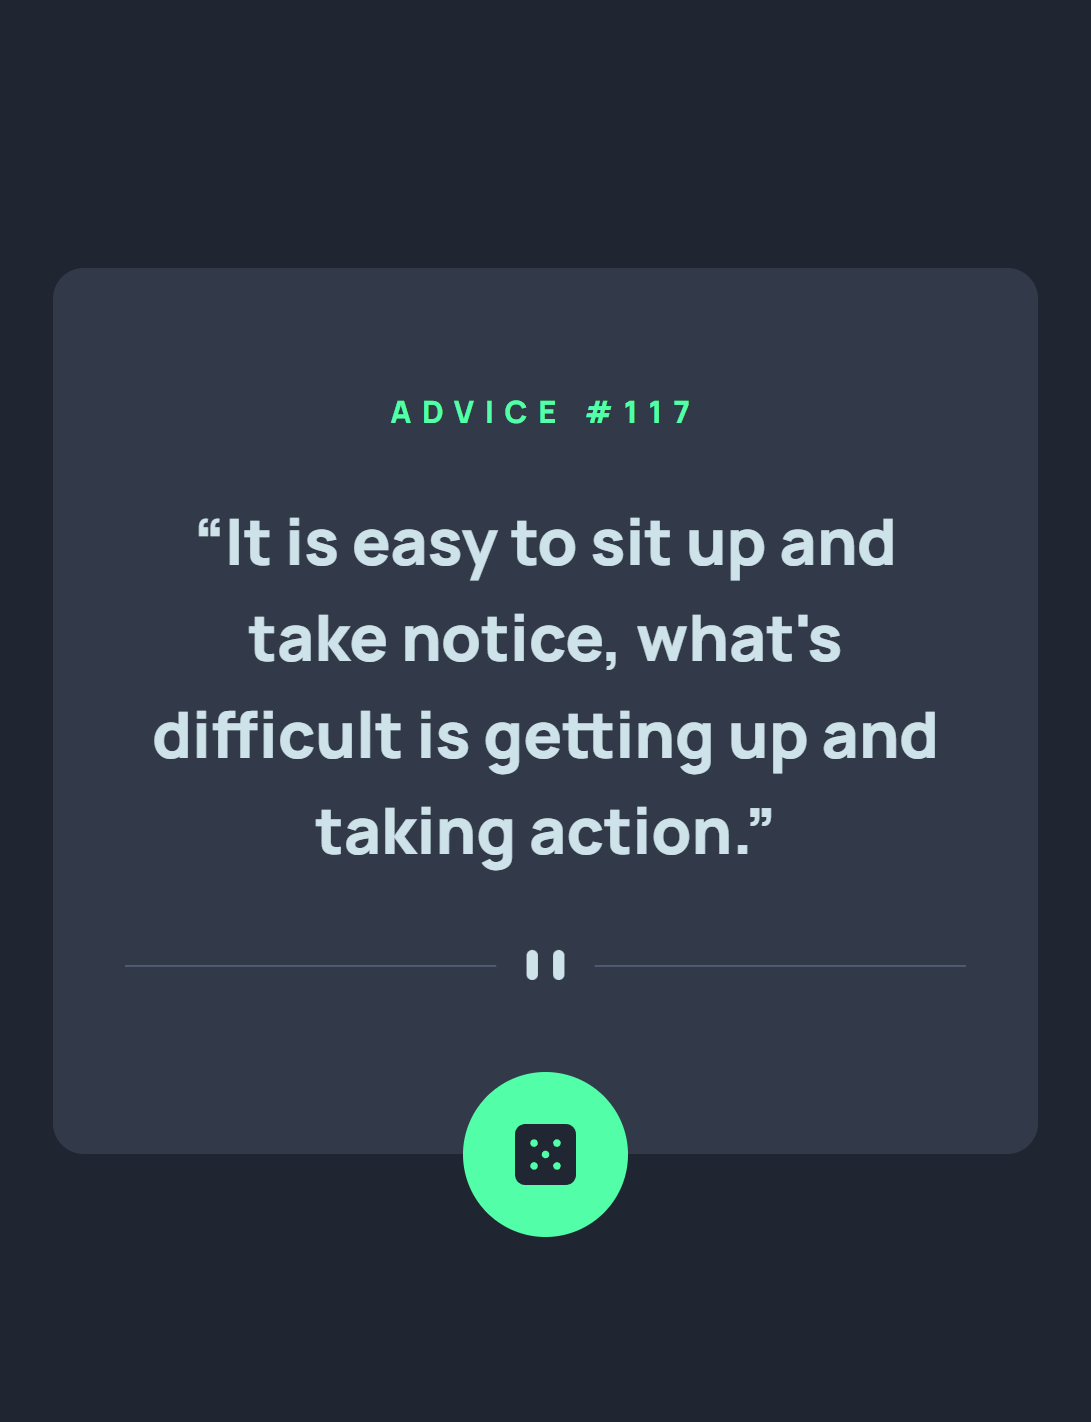 ADVICE #117
“It is easy to sit up and
take notice, what's
difficult is getting up and
taking action.”